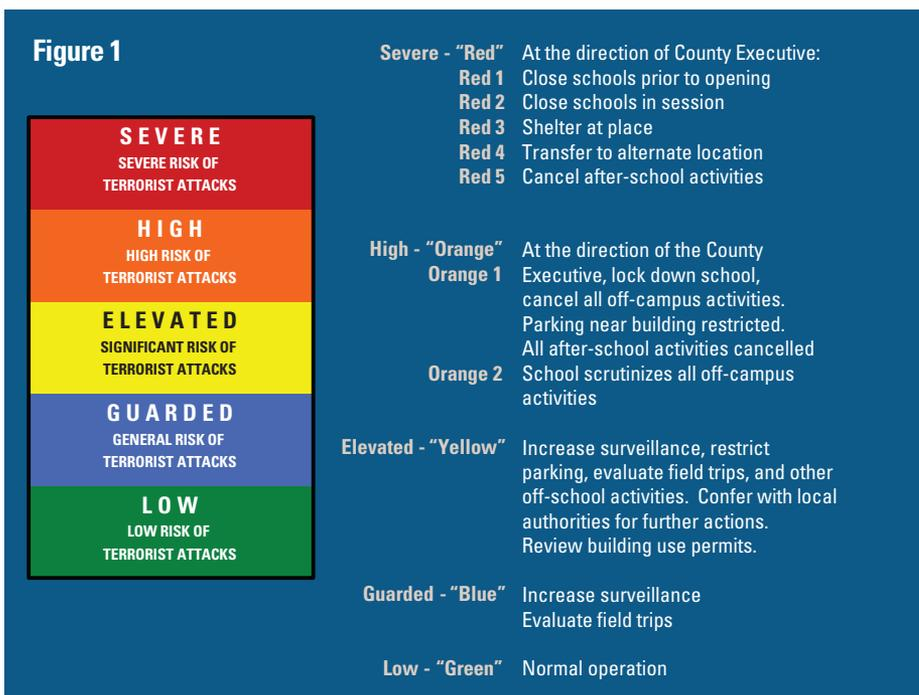 Figure 1
SEVERE
SEVERE RISK OF
TERRORIST ATTACKS
HIGH
HIGH RISK OF
TERRORIST ATTACKS
ELEVATED
SIGNIFICANT RISK OF
TERRORIST ATTACKS
GUARDED
GENERAL RISK OF
TERRORIST ATTACKS
LOW
LOW RISK OF
TERRORIST ATTACKS
Severe - “Red” At the direction of County Executive:
Red 1 Close schools prior to opening
Red 2 Close schools in session
Red 3 Shelter at place
Red 4 Transfer to alternate location
Red 5 Cancel after-school activities
High - “Orange” At the direction of the County
Orange 1 Executive, lock down school,
cancel all off-campus activities.
Parking near building restricted.
All after-school activities cancelled
Orange 2 School scrutinizes all off-campus
activities
Elevated - “Yellow” Increase surveillance, restrict
parking, evaluate field trips, and other
off-school activities. Confer with local
authorities for further actions.
Review building use permits.
Guarded - “Blue” Increase surveillance
Evaluate field trips
Low - “Green” Normal operation